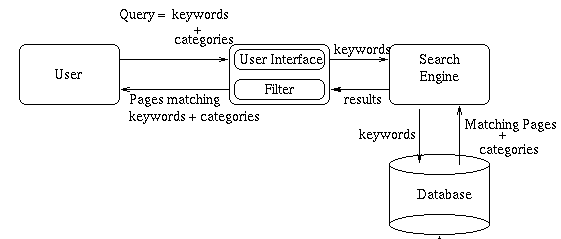 Query = keywords
+
categories
User
User Interface
Filter
keywords
Search
Engine
Pages matching
keywords + categories
results
keywords
Matching Pages
+
categories
Database